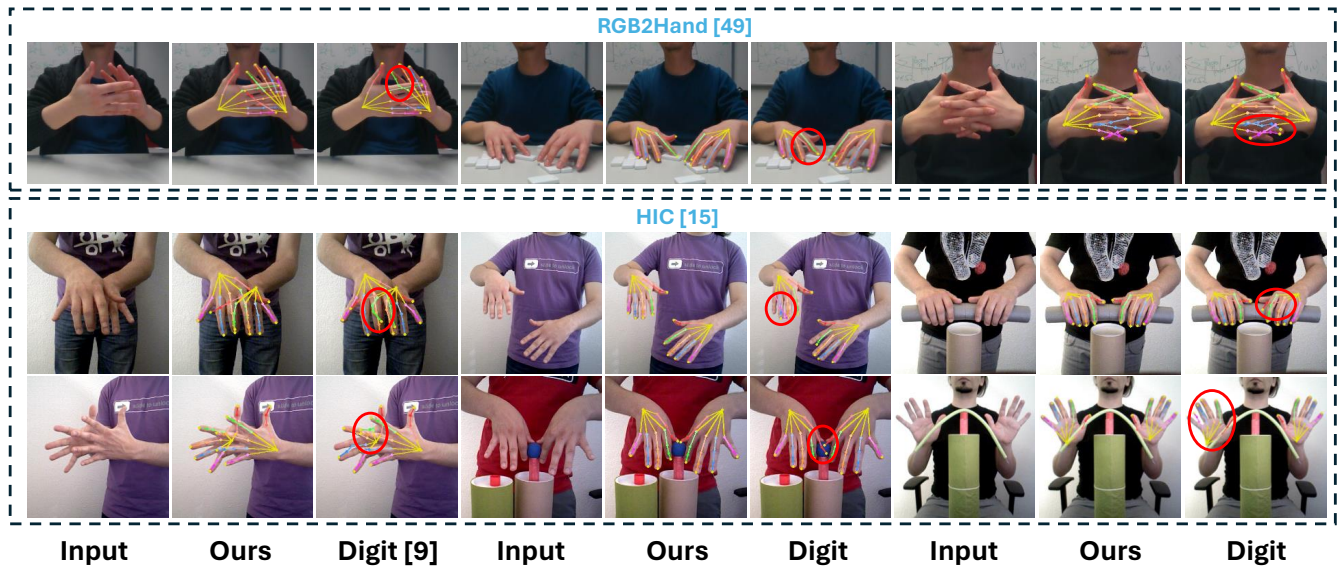 RGB2Hand [49]
HIC [15]
Input Ours Digit [9] Input Ours Digit Input Ours Digit